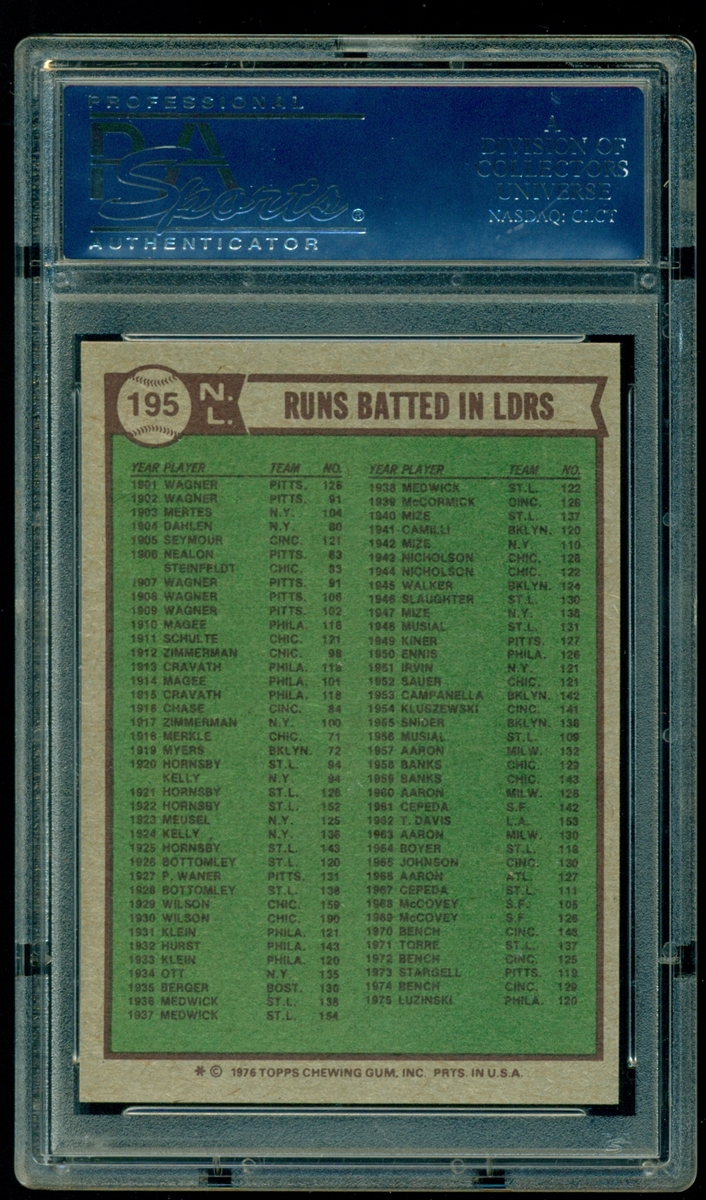 PROFESSIONAL
PSA
Sports®
AUTHENTICATOR
A
DIVISION OF
COLLECTORS
UNIVERSE
NASDAQ: CLCT
195
N.L.
RUNS BATTED IN LDRS
YEAR PLAYER TEAM NO.
1901 WAGNER PITTS. 126
1902 WAGNER PITTS. 91
1903 MERTES N.Y. 104
1904 DAHLEN N.Y. 80
1905 SEYMOUR CINC. 121
1906 NEALON PITTS. 83
STEINFELDT CHIC. 83
1907 WAGNER PITTS. 91
1908 WAGNER PITTS. 106
1909 WAGNER PITTS. 102
1910 MAGEE PHILA. 116
1911 SCHULTE CHIC. 121
1912 ZIMMERMAN CHIC. 98
1913 CRAVATH PHILA. 118
1914 MAGEE PHILA. 101
1915 CRAVATH PHILA. 118
1916 CHASE CINC. 84
1917 ZIMMERMAN N.Y. 100
1918 MERKLE CHIC. 71
1919 MYERS BKLYN. 72
1920 HORNSBY ST.L. 94
KELLY N.Y 94
1921 HORNSBY ST.L. 126
1922 HORNSBY ST.L. 152
1923 MEUSEL N.Y. 125
1924 KELLY N.Y. 136
1925 HORNSBY ST.L. 143
1926 BOTTOMLEY ST.L. 120
1927 P. WANER PITTS. 131
1928 BOTTOMLEY ST.L. 136
1929 WILSON CHIC. 159
1930 WILSON CHIC. 190
1931 KLEIN PHILA. 121
1932 HURST PHILA. 143
1933 KLEIN PHILA. 120
1934 OTT N.Y. 135
1935 BERGER BOST. 130
1936 MEDWICK ST.L. 138
1937 MEDWICK ST.L. 154
YEAR PLAYER TEAM NO.
1938 MEDWICK ST.L. 122
1939 McCORMICK CINC. 128
1940 MIZE ST.L. 137
1941 CAMILLI BKLYN. 120
1942 MIZE N.Y. 110
1943 NICHOLSON CHIC. 128
1944 NICHOLSON CHIC. 122
1945 WALKER BKLYN. 124
1946 SLAUGHTER ST.L. 130
1947 MIZE N.Y. 138
1948 MUSIAL ST.L. 131
1949 KINER PITTS. 127
1950 ENNIS PHILA. 126
1951 IRVIN N.Y. 121
1952 SAUER CHIC. 121
1953 CAMPANELLA BKLYN. 142
1954 KLUSZEWSKI CINC. 141
1955 SNIDER BKLYN. 136
1956 MUSIAL ST.L. 109
1957 AARON MILW. 132
1958 BANKS CHIC. 129
1959 BANKS CHIC. 143
1960 AARON MILW. 126
1961 CEPEDA S.F. 142
1962 T. DAVIS L.A. 153
1963 AARON MILW. 130
1964 BOYER ST.L. 119
1965 JOHNSON CINC. 130
1966 AARON ATL. 127
1967 CEPEDA ST.L. 111
1968 McCOVEY S.F. 105
1969 McCOVEY S.F. 126
1970 BENCH CINC. 148
1971 TORRE ST.L. 137
1972 BENCH CINC. 125
1973 STARGELL PITTS. 119
1974 BENCH CINC. 129
1975 LUZINSKI PHILA. 120
* © 1976 TOPPS CHEWING GUM, INC. PRTS. IN U.S.A.